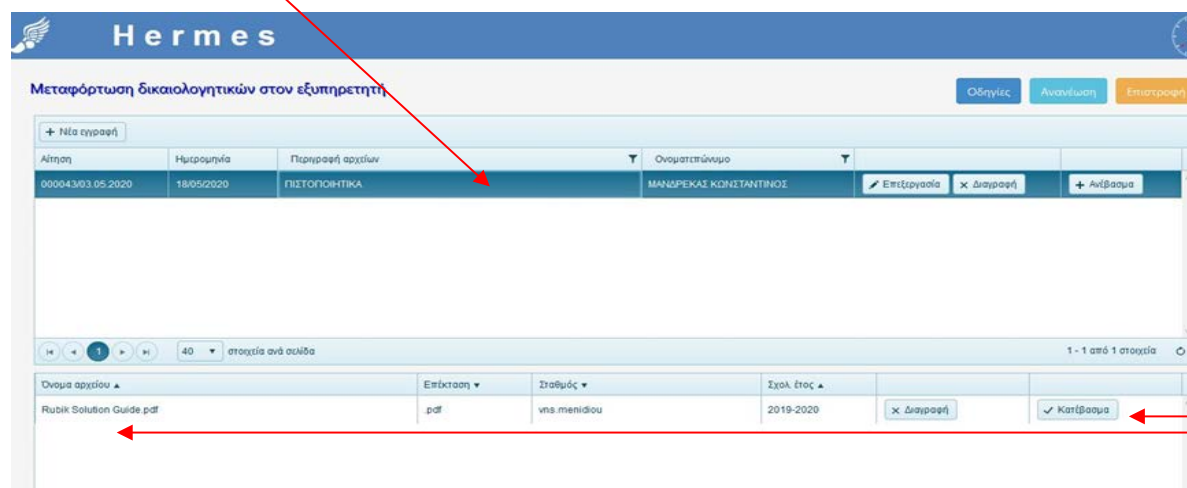 Hermes
Μεταφόρτωση δικαιολογητικών στον εξυπηρετητή
Οδηγίες Ανανέωση Επιστροφή
+ Νέα εγγραφή
Αίτηση Ημερομηνία Περιγραφή αρχείων Ονοματεπώνυμο
000043/03.05.2020 18/05/2020 ΠΙΣΤΟΠΟΙΗΤΙΚΑ ΜΑΝΔΡΕΚΑΣ ΚΩΝΣΤΑΝΤΙΝΟΣ Επεξεργασία × Διαγραφή + Ανέβασμα
1 40 στοιχεία ανά σελίδα 1 - 1 από 1 στοιχεία
Όνομα αρχείου Επέκταση Σταθμός Σχολ. έτος
Rubik Solution Guide.pdf .pdf vns.menidiou 2019-2020 × Διαγραφή ✓ Κατέβασμα